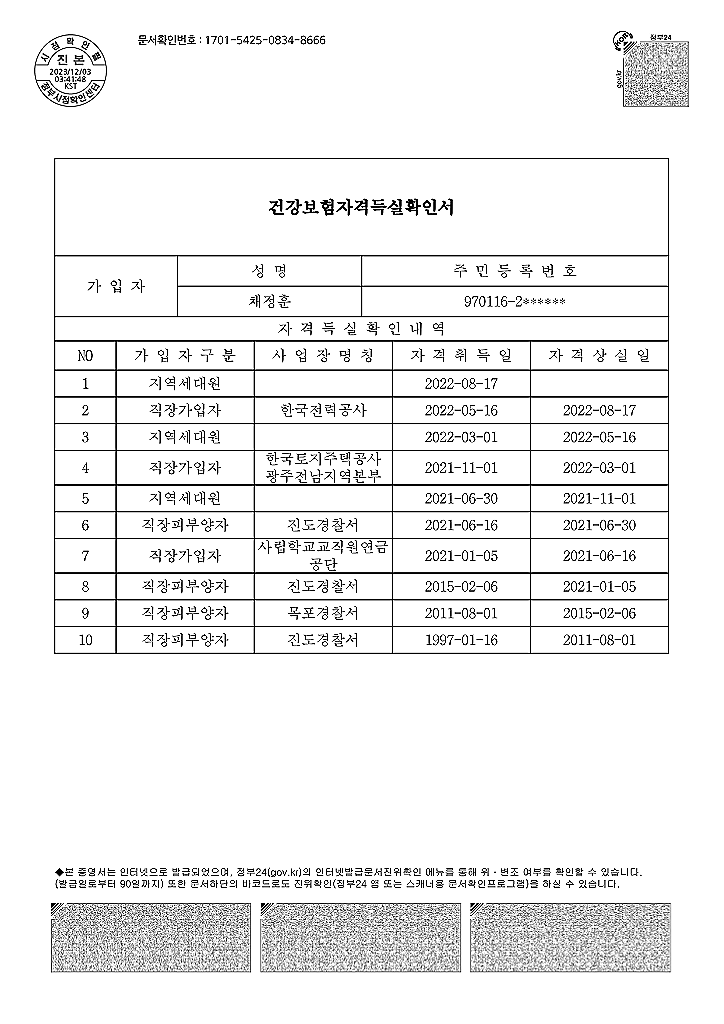 문서확인번호 : 1701-5425-0834-8666
시점확인필
진본
2023/12/03
03:41:48
KST
정부시점확인센터
정부24
gov.kr
건강보험자격득실확인서
가 입 자
성 명
주 민 등 록 번 호
채정훈
970116-2******
자 격 득 실 확 인 내 역
NO 가 입 자 구 분 사 업 장 명 칭 자 격 취 득 일 자 격 상 실 일
1 지역세대원 2022-08-17
2 직장가입자 한국전력공사 2022-05-16 2022-08-17
3 지역세대원 2022-03-01 2022-05-16
4 직장가입자 한국토지주택공사 광주전남지역본부 2021-11-01 2022-03-01
5 지역세대원 2021-06-30 2021-11-01
6 직장피부양자 진도경찰서 2021-06-16 2021-06-30
7 직장가입자 사립학교교직원연금공단 2021-01-05 2021-06-16
8 직장피부양자 진도경찰서 2015-02-06 2021-01-05
9 직장피부양자 목포경찰서 2011-08-01 2015-02-06
10 직장피부양자 진도경찰서 1997-01-16 2011-08-01
◆본 증명서는 인터넷으로 발급되었으며, 정부24(gov.kr)의 인터넷발급문서진위확인 메뉴를 통해 위·변조 여부를 확인할 수 있습니다.
(발급일로부터 90일까지) 또한 문서하단의 바코드로도 진위확인(정부24 앱 또는 스캐너용 문서확인프로그램)을 하실 수 있습니다.